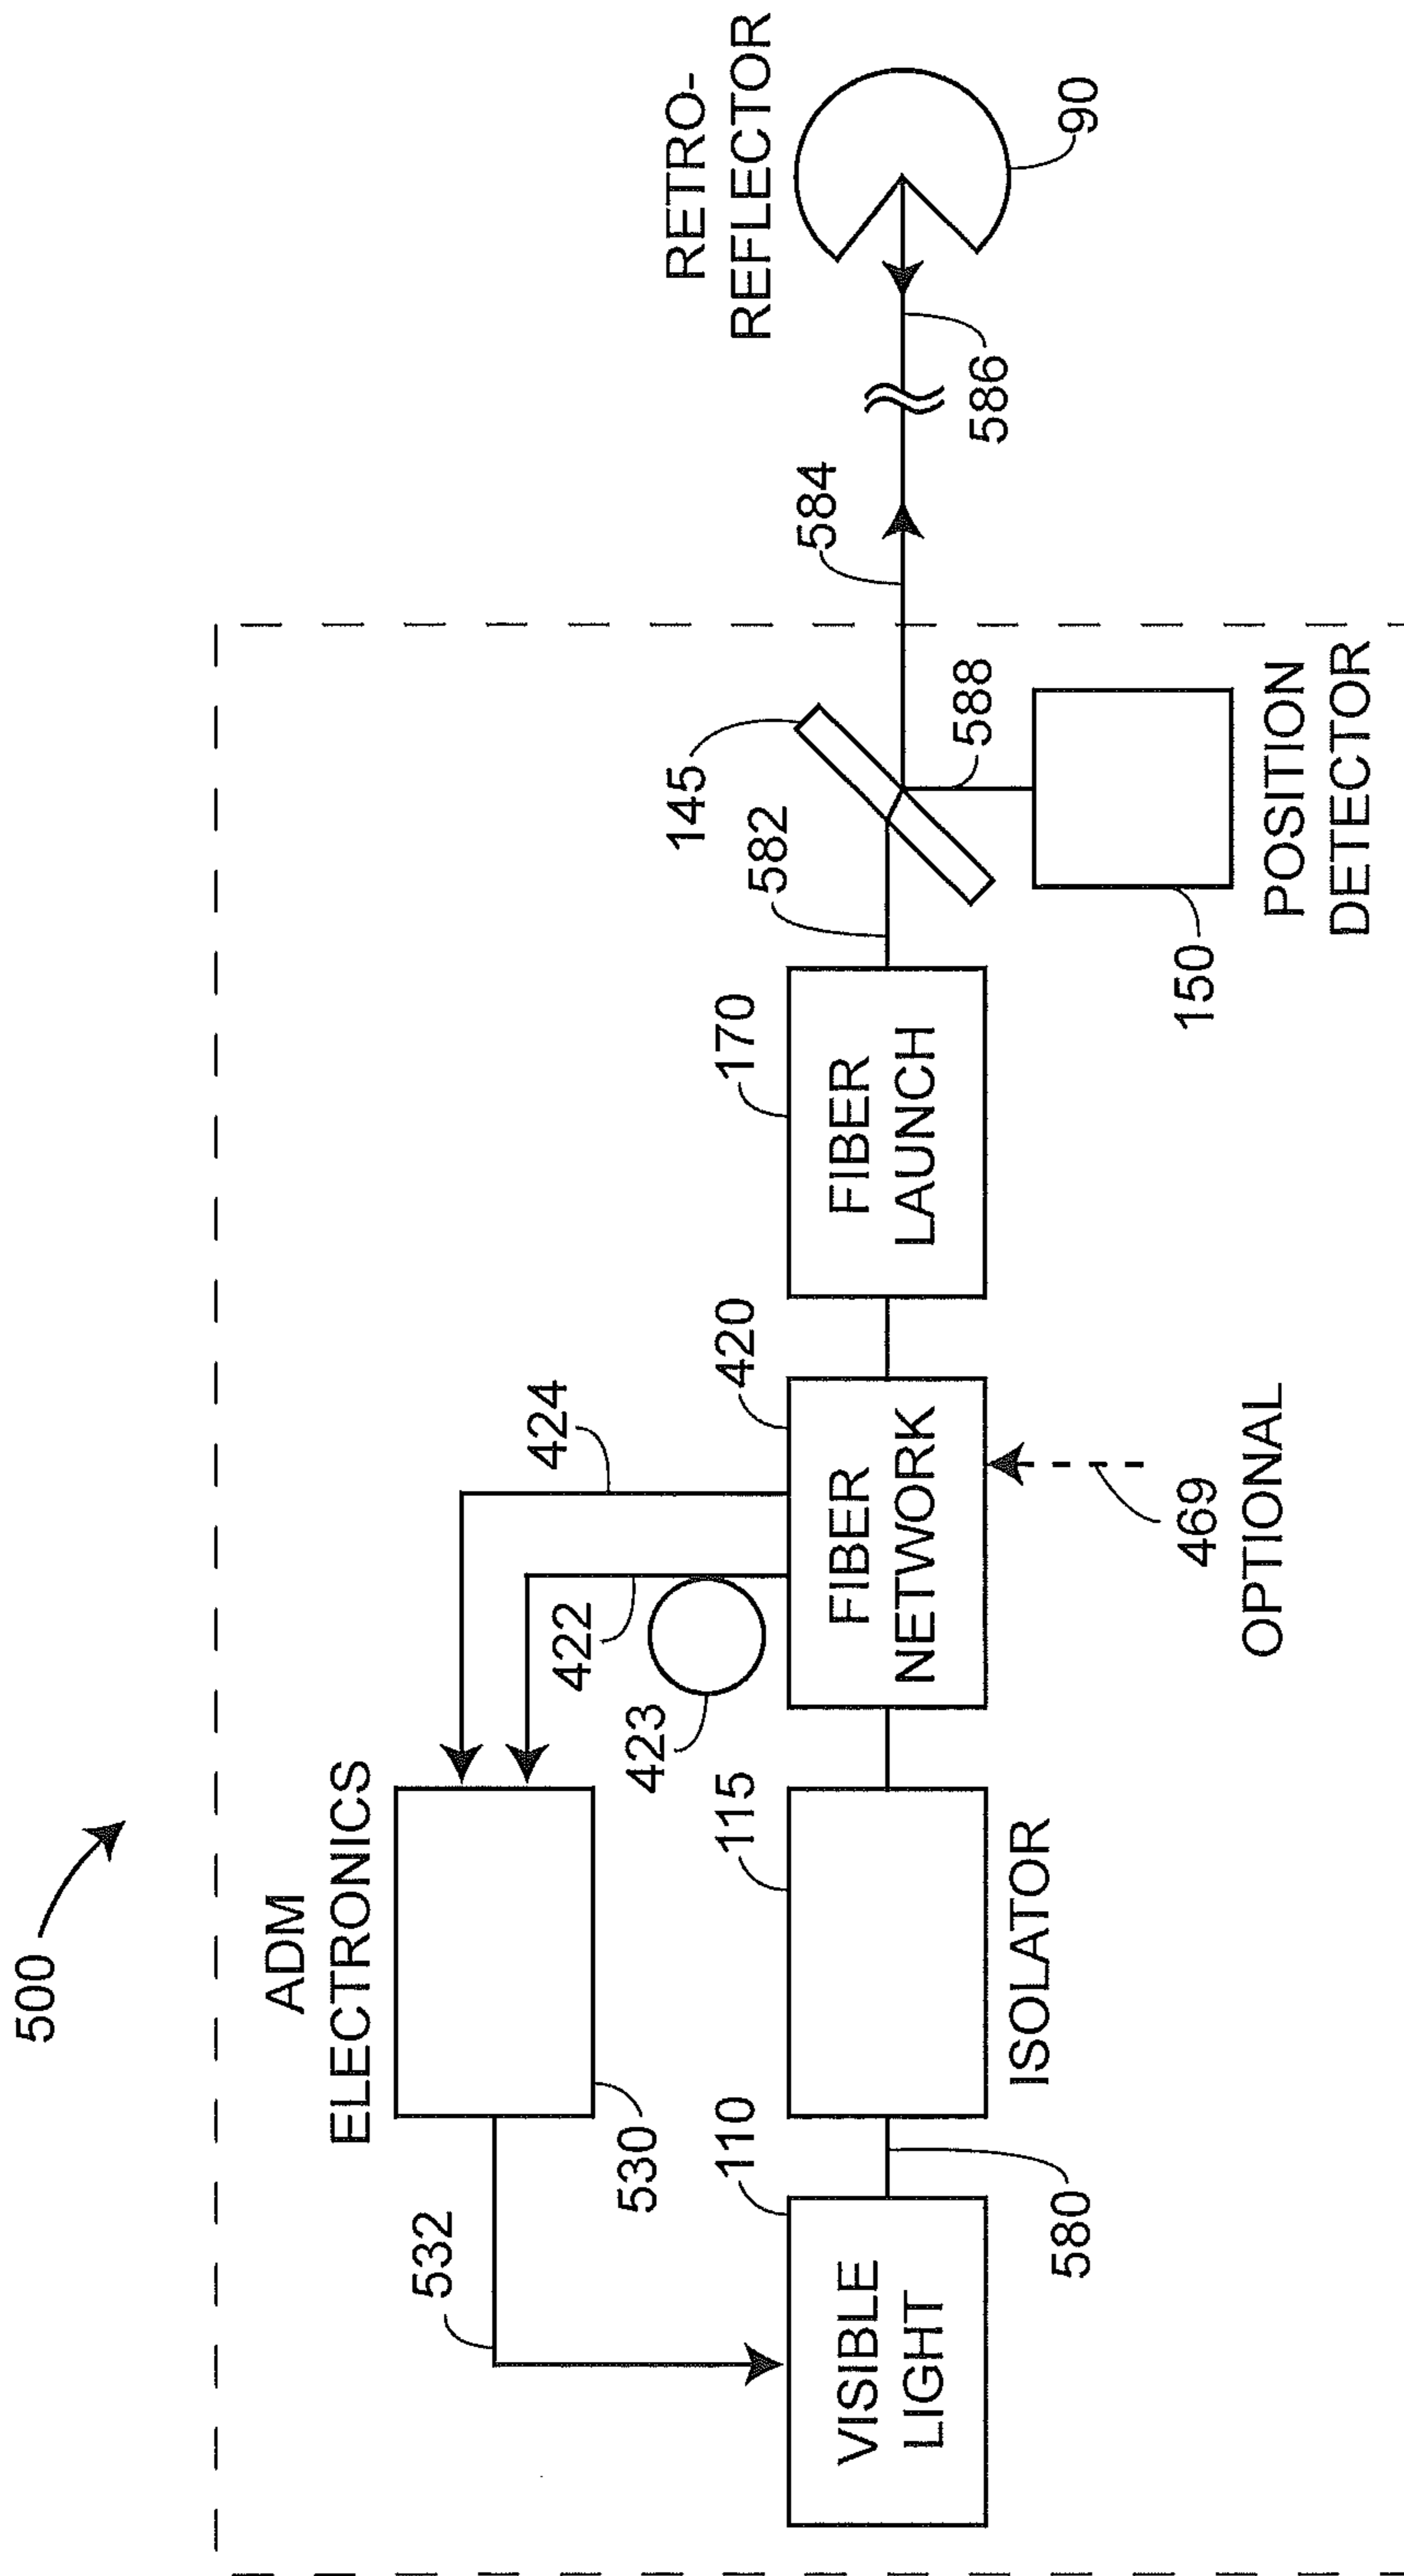 500
ADM
ELECTRONICS
532
530
424
422
423
VISIBLE
LIGHT
110
580
115
ISOLATOR
FIBER
NETWORK
420
469
OPTIONAL
FIBER
LAUNCH
170
582
145
588
150
POSITION
DETECTOR
584
586
RETRO-
REFLECTOR
90